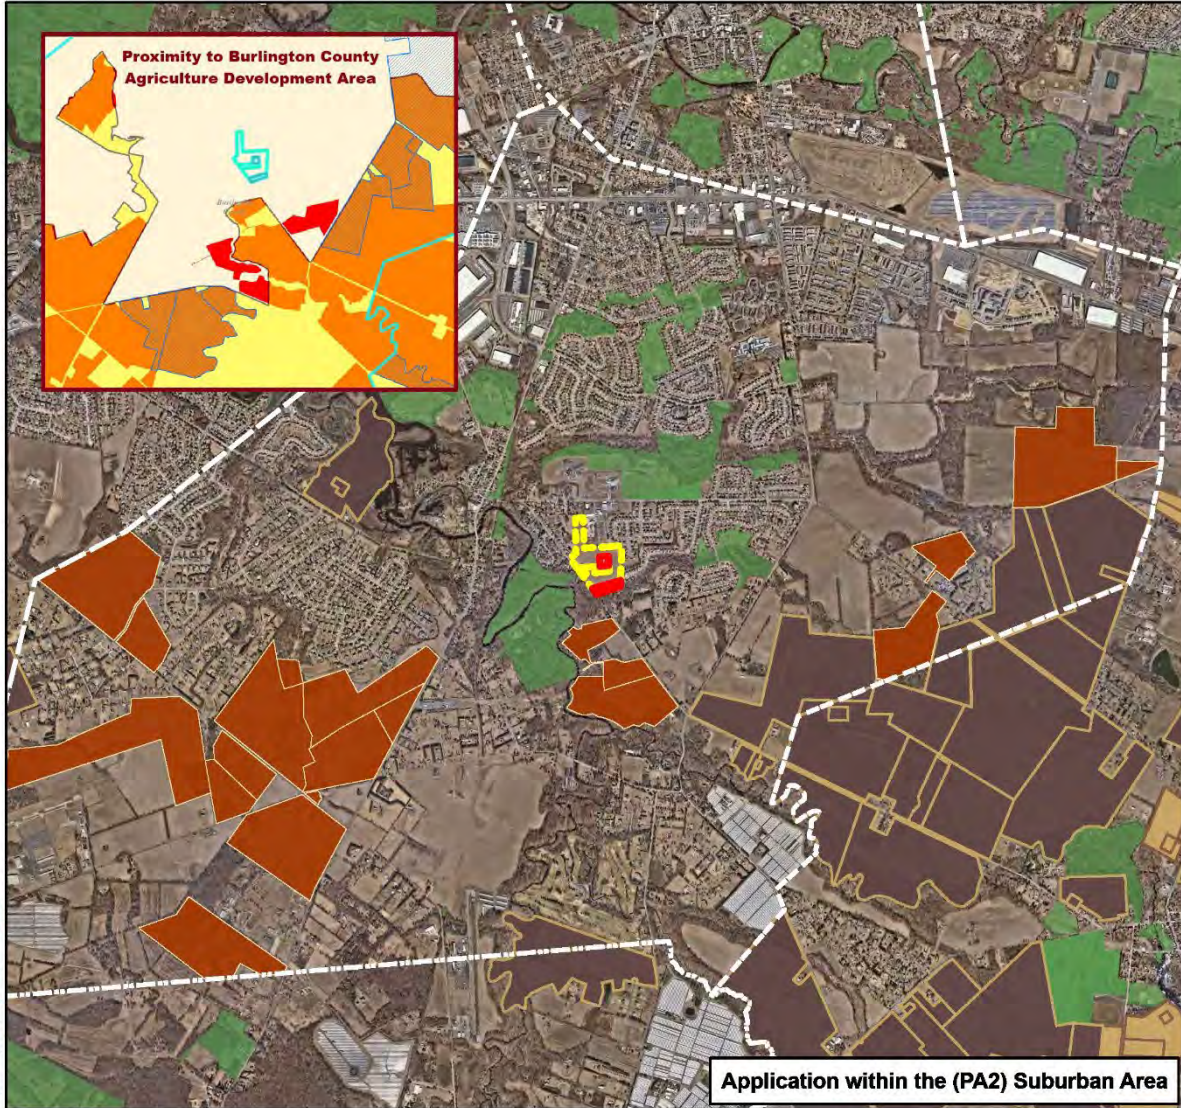 Proximity to Burlington County
Agriculture Development Area
Application within the (PA2) Suburban Area